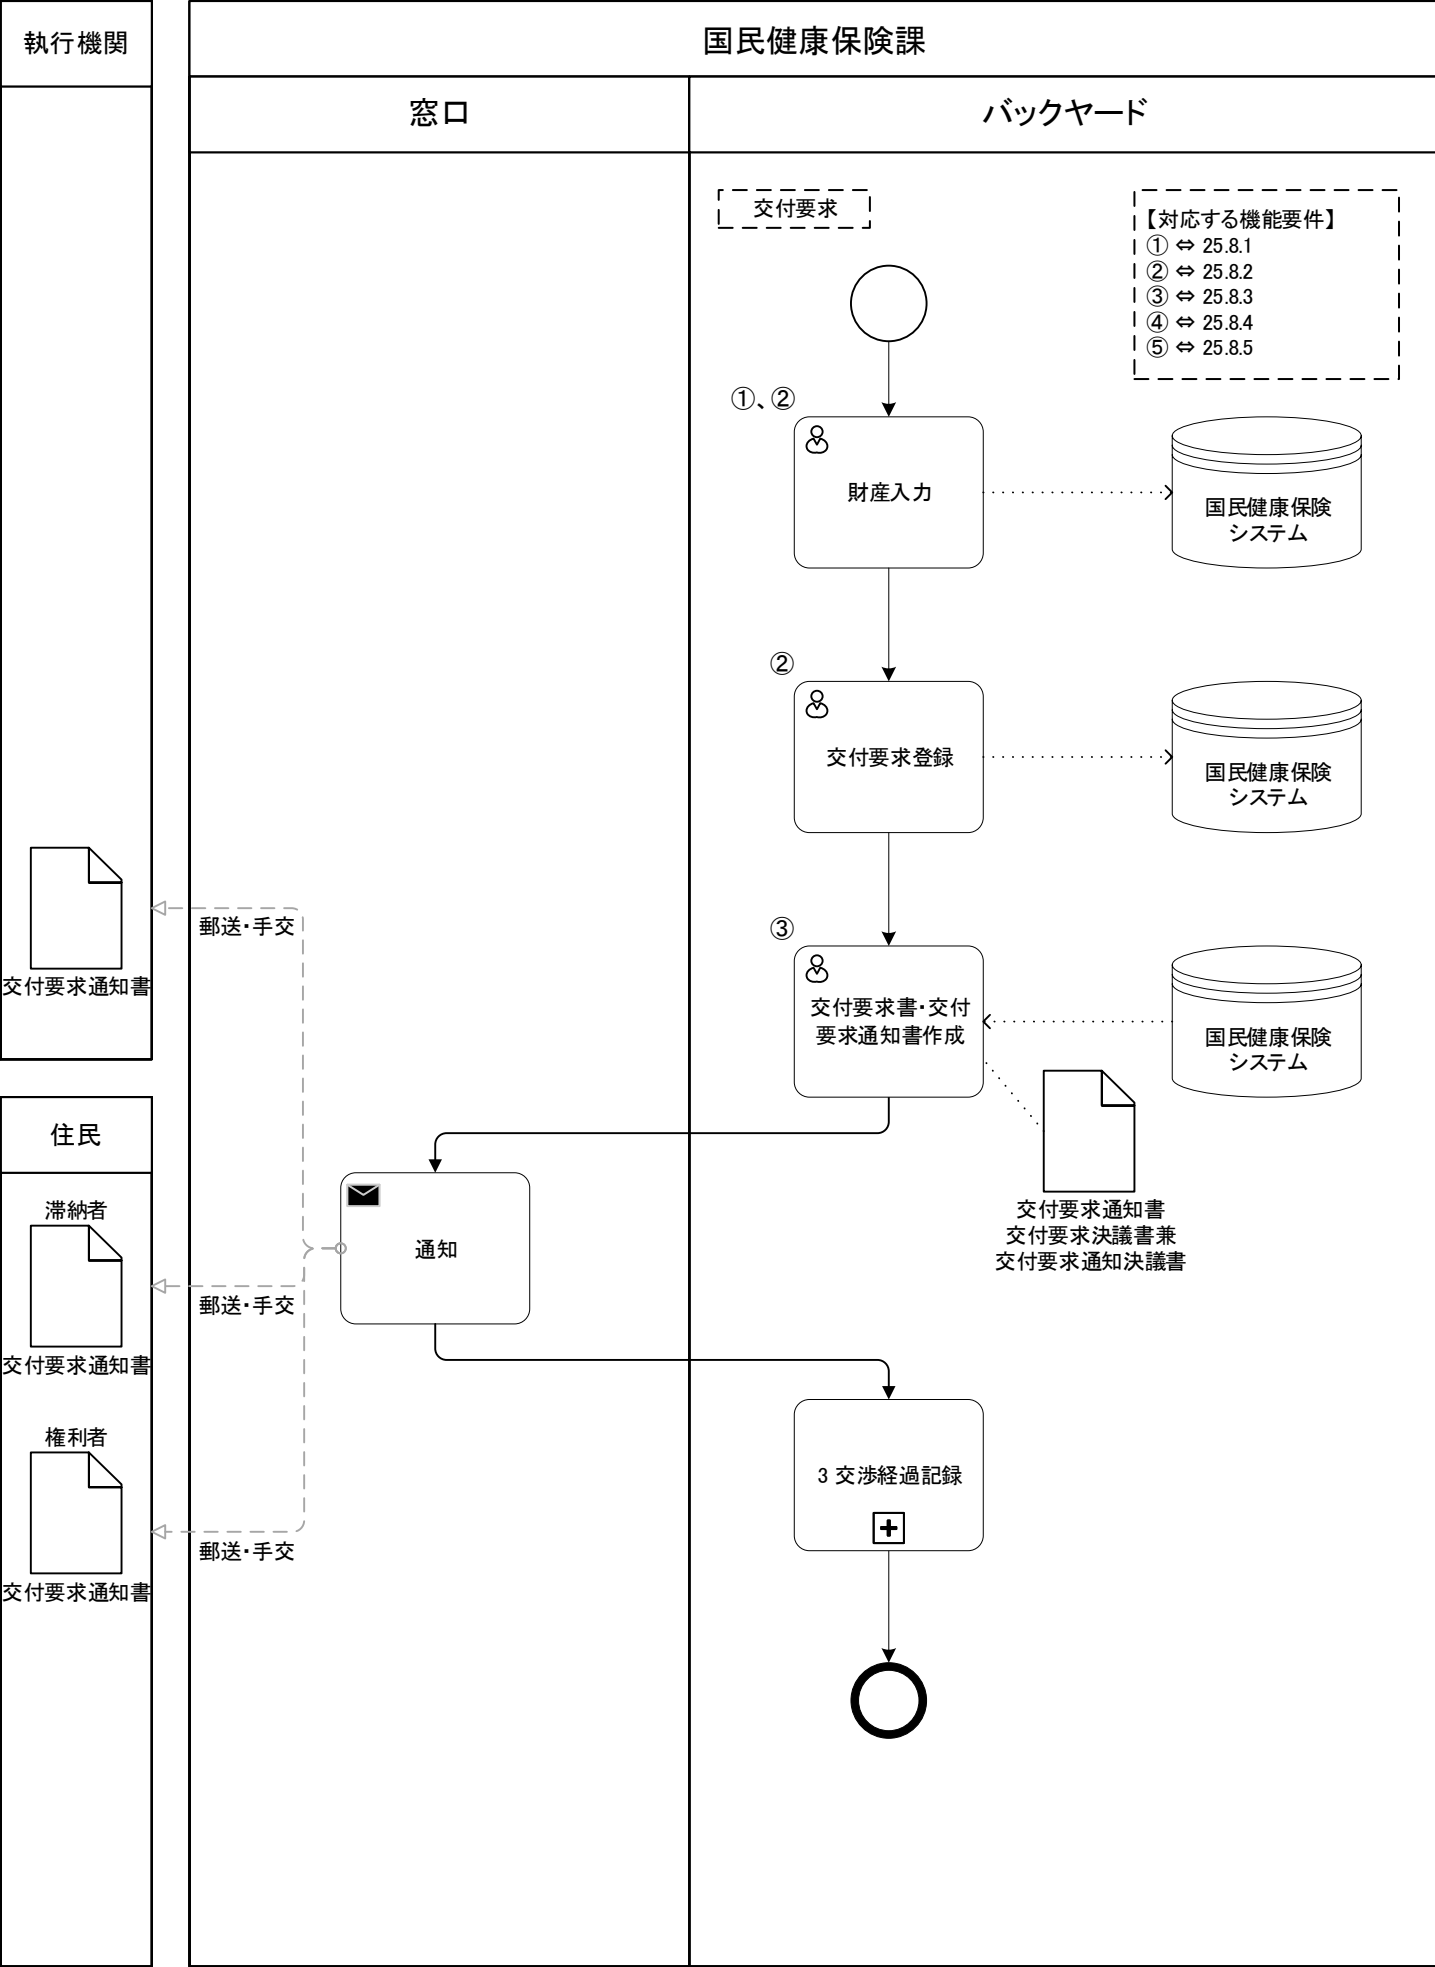 執行機関
国民健康保険課
窓口
バックヤード
交付要求
【対応する機能要件】
① ⇔ 25.8.1
② ⇔ 25.8.2
③ ⇔ 25.8.3
④ ⇔ 25.8.4
⑤ ⇔ 25.8.5
①、②
財産入力
国民健康保険
システム
②
交付要求登録
国民健康保険
システム
③
交付要求書・交付
要求通知書作成
国民健康保険
システム
交付要求通知書
交付要求決議書兼
交付要求通知決議書
郵送・手交
交付要求通知書
住民
滞納者
交付要求通知書
郵送・手交
通知
権利者
交付要求通知書
郵送・手交
3 交渉経過記録